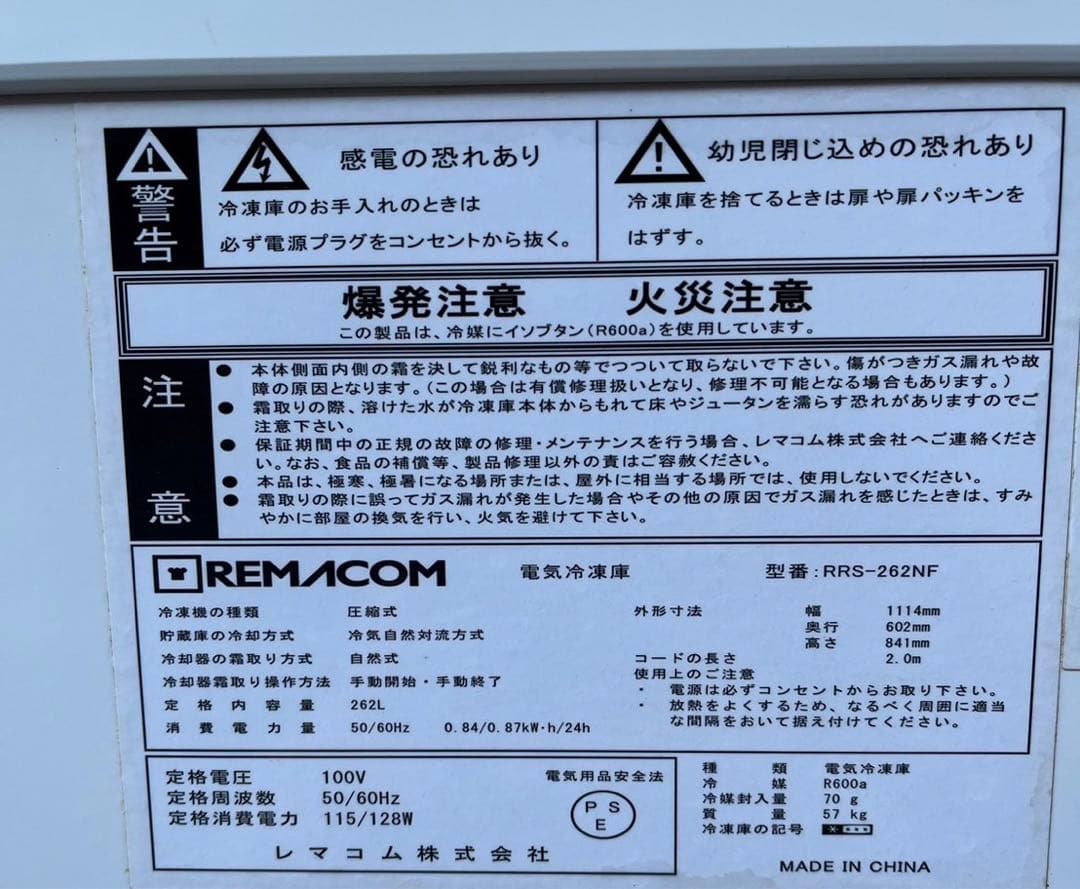 警告
感電の恐れあり
冷凍庫のお手入れのときは
必ず電源プラグをコンセントから抜く。
幼児閉じ込めの恐れあり
冷凍庫を捨てるときは扉や扉パッキンを
はずす。
爆発注意 火災注意
この製品は、冷媒にイソブタン(R600a)を使用しています。
注意
● 本体側面内側の霜を決して鋭利なもの等でつついて取らないで下さい。傷がつきガス漏れや故
障の原因となります。(この場合は有償修理扱いとなり、修理不可能となる場合もあります。)
● 霜取りの際、溶けた水が冷凍庫本体からもれて床やジュータンを濡らす恐れがありますのでご
注意下さい。
● 保証期間中の正規の故障の修理・メンテナンスを行う場合、レマコム株式会社へご連絡くださ
い。なお、食品の補償等、製品修理以外の責はご容赦ください。
● 本品は、極寒、極暑になる場所または、屋外に相当する場所では、使用しないでください。
● 霜取りの際に誤ってガス漏れが発生した場合やその他の原因でガス漏れを感じたときは、すみ
やかに部屋の換気を行い、火気を避けて下さい。
REMACOM 電気冷凍庫 型番:RRS-262NF
冷凍機の種類 圧縮式
貯蔵庫の冷却方式 冷気自然対流方式
冷却器の霜取り方式 自然式
冷却器霜取り操作方法 手動開始・手動終了
定格内容量 262L
消費電力量 50/60Hz 0.84/0.87kW・h/24h
外形寸法 幅 1114mm
奥行 602mm
高さ 841mm
コードの長さ 2.0m
使用上のご注意
・ 電源は必ずコンセントからお取り下さい。
・ 放熱をよくするため、なるべく周囲に適当
な間隔をおいて据え付けてください。
定格電圧 100V
定格周波数 50/60Hz
定格消費電力 115/128W
電気用品安全法
PSE
レマコム株式会社
種類 電気冷凍庫
冷媒 R600a
冷媒封入量 70 g
質量 57 kg
冷凍庫の記号 ****
MADE IN CHINA